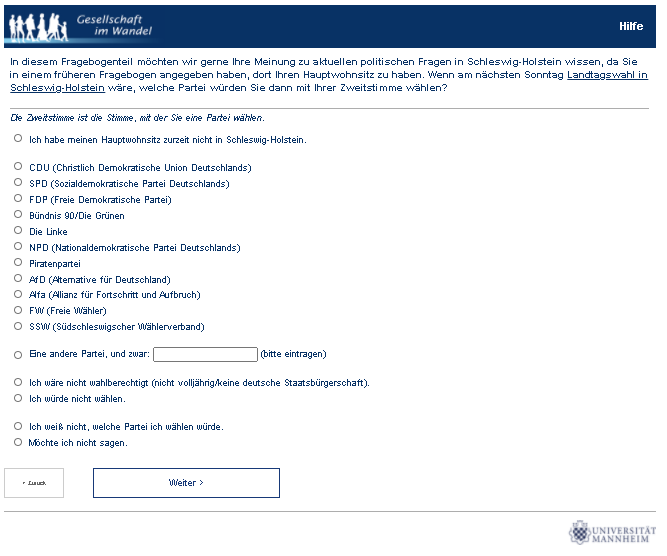 Gesellschaft
im Wandel
Hilfe
In diesem Fragebogenteil möchten wir gerne Ihre Meinung zu aktuellen politischen Fragen in Schleswig-Holstein wissen, da Sie
in einem früheren Fragebogen angegeben haben, dort Ihren Hauptwohnsitz zu haben. Wenn am nächsten Sonntag Landtagswahl in
Schleswig-Holstein wäre, welche Partei würden Sie dann mit Ihrer Zweitstimme wählen?
Die Zweitstimme ist die Stimme, mit der Sie eine Partei wählen.
Ich habe meinen Hauptwohnsitz zurzeit nicht in Schleswig-Holstein.
CDU (Christlich Demokratische Union Deutschlands)
SPD (Sozialdemokratische Partei Deutschlands)
FDP (Freie Demokratische Partei)
Bündnis 90/Die Grünen
Die Linke
NPD (Nationaldemokratische Partei Deutschlands)
Piratenpartei
AfD (Alternative für Deutschland)
Alfa (Allianz für Fortschritt und Aufbruch)
FW (Freie Wähler)
SSW (Südschleswigscher Wählerverband)
Eine andere Partei, und zwar: (bitte eintragen)
Ich wäre nicht wahlberechtigt (nicht volljährig/keine deutsche Staatsbürgerschaft).
Ich würde nicht wählen.
Ich weiß nicht, welche Partei ich wählen würde.
Möchte ich nicht sagen.
‹ Zurück
Weiter ›
UNIVERSITÄT
MANNHEIM